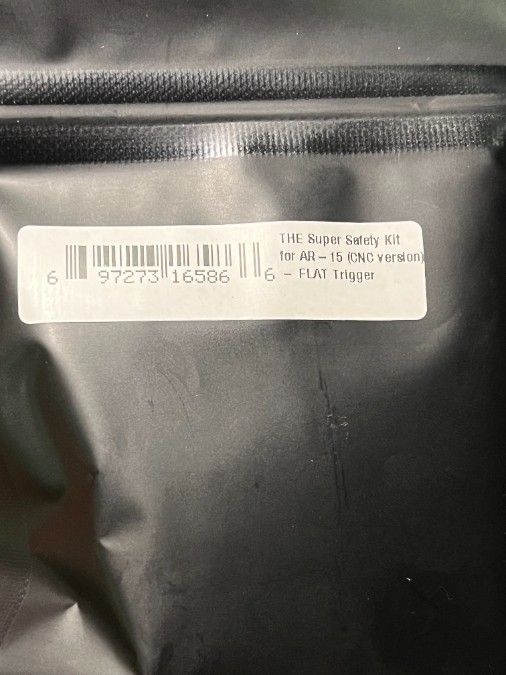 THE Super Safety Kit
for AR – 15 (CNC version)
– FLAT Trigger
6 97273 16586 6